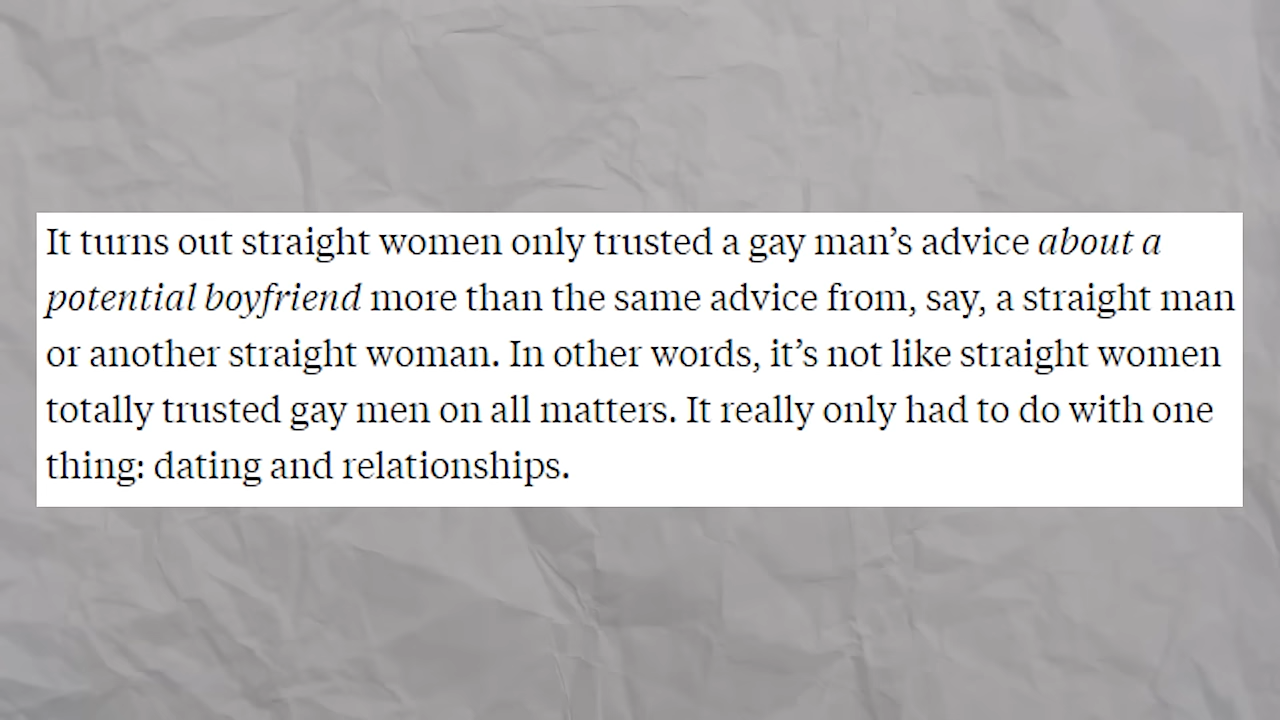 It turns out straight women only trusted a gay man’s advice about a
potential boyfriend more than the same advice from, say, a straight man
or another straight woman. In other words, it’s not like straight women
totally trusted gay men on all matters. It really only had to do with one
thing: dating and relationships.